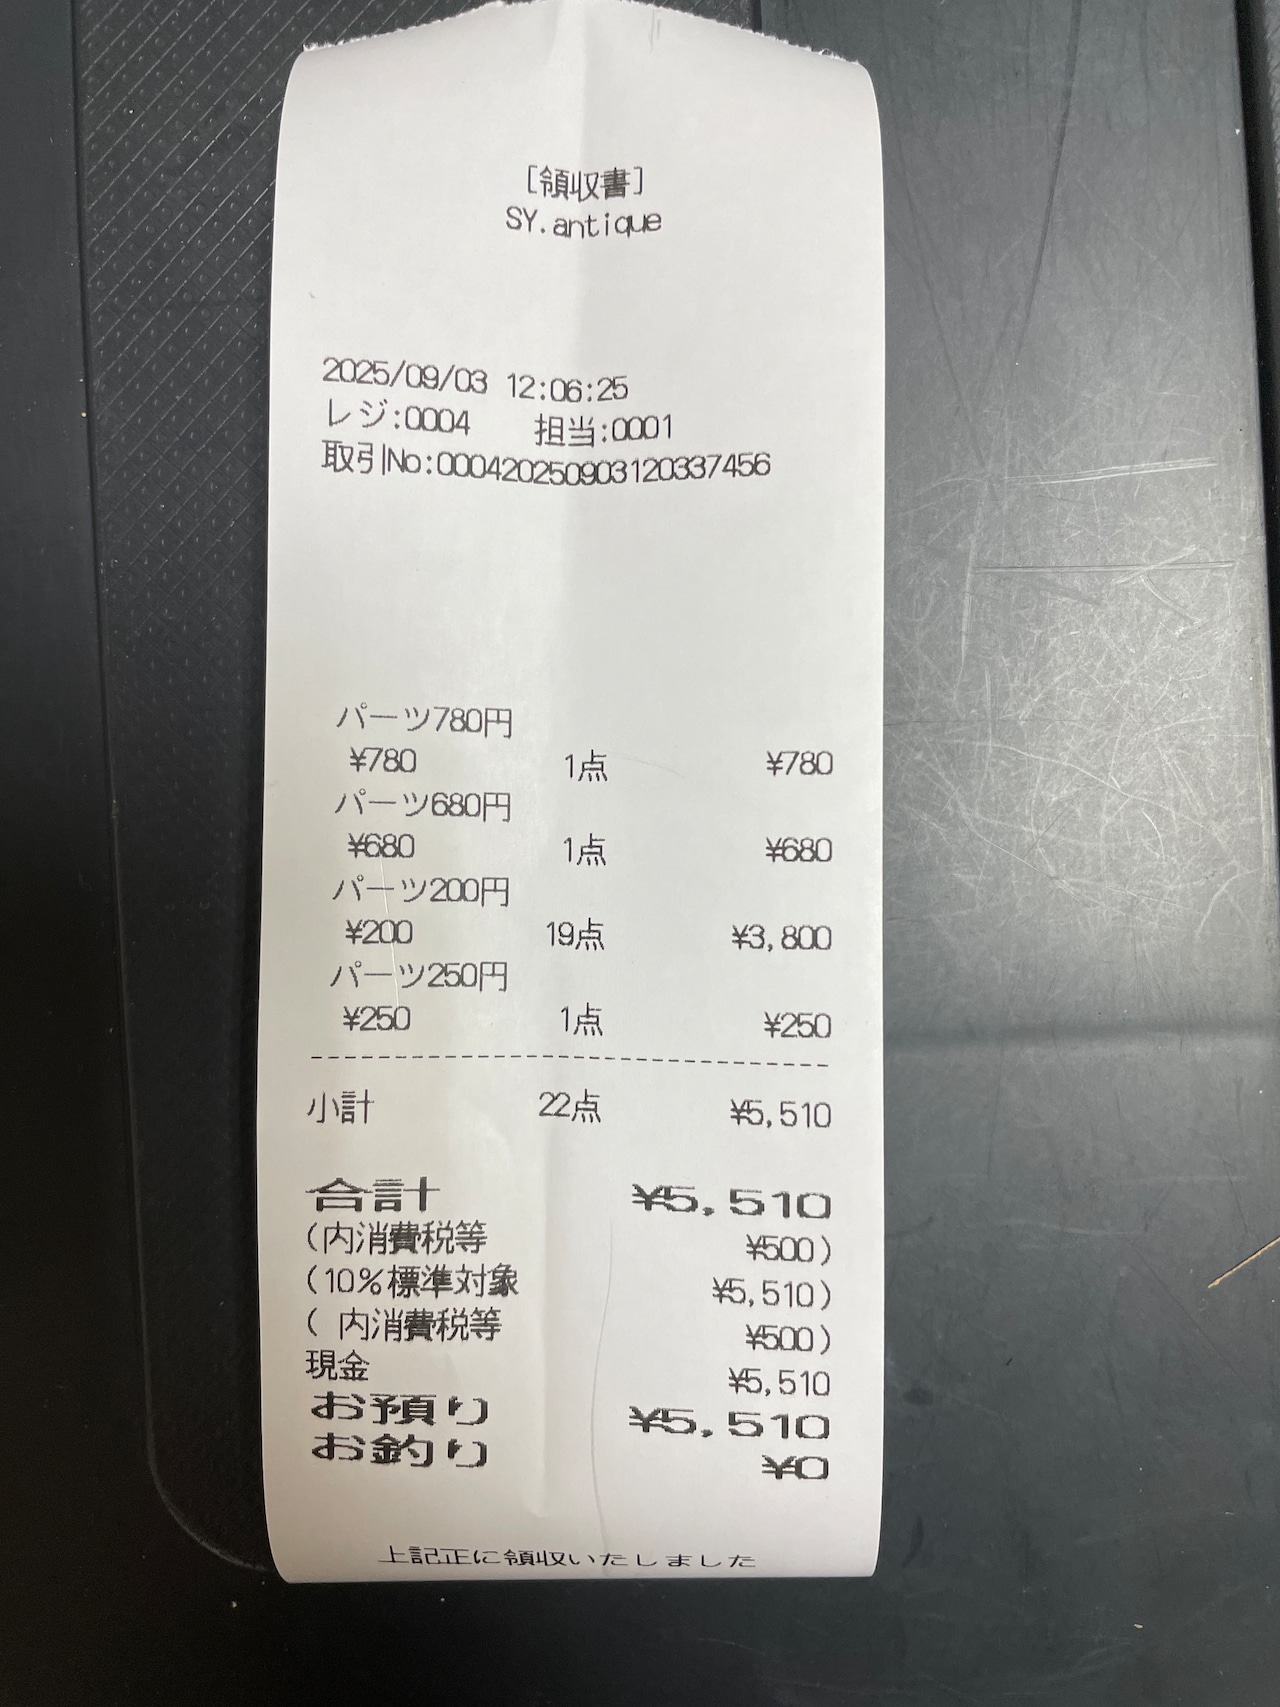 [領収書]
SY.antique
2025/09/03 12:06:25
レジ:0004 担当:0001
取引No:00042025090312033​7456
パーツ780円
¥780 1点 ¥780
パーツ680円
¥680 1点 ¥680
パーツ200円
¥200 19点 ¥3,800
パーツ250円
¥250 1点 ¥250
小計 22点 ¥5,510
合計 ¥5,510
(内消費税等 ¥500)
(10%標準対象 ¥5,510)
( 内消費税等 ¥500)
現金 ¥5,510
お預り ¥5,510
お釣り ¥0
上記正に領収いたしました